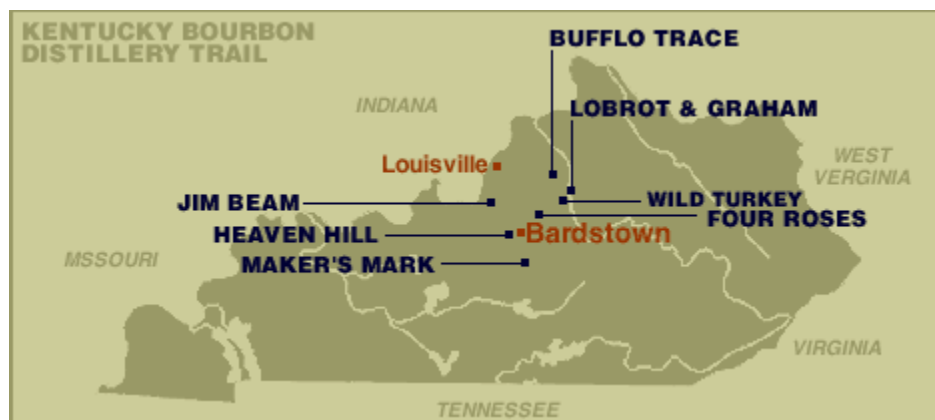 KENTUCKY BOURBON
DISTILLERY TRAIL
BUFFLO TRACE
INDIANA
LOBROT & GRAHAM
Louisville
WEST
VERGINIA
JIM BEAM
WILD TURKEY
FOUR ROSES
HEAVEN HILL
Bardstown
MSSOURI
MAKER'S MARK
VIRGINIA
TENNESSEE